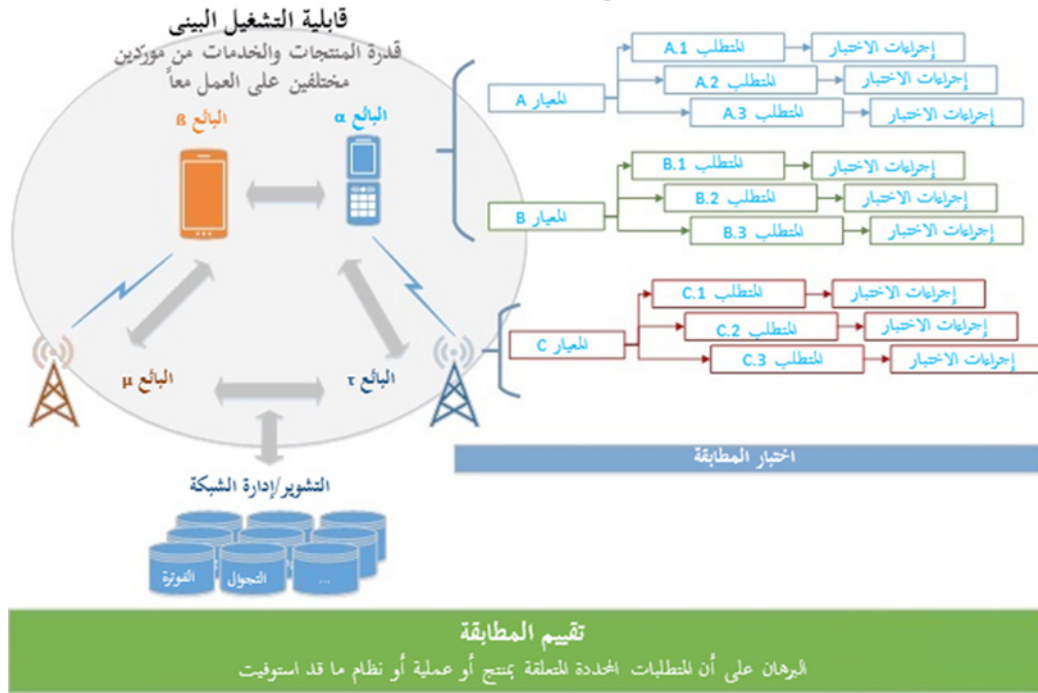 قابلية التشغيل البيني
قدرة المنتجات والخدمات من موردين
مختلفين على العمل معاً
البائع α
البائع ß
البائع τ
البائع µ
المعيار A
المتطلب A.1
إجراءات الاختبار
المتطلب A.2
إجراءات الاختبار
المتطلب A.3
إجراءات الاختبار
المعيار B
المتطلب B.1
إجراءات الاختبار
المتطلب B.2
إجراءات الاختبار
المتطلب B.3
إجراءات الاختبار
المعيار C
المتطلب C.1
إجراءات الاختبار
المتطلب C.2
إجراءات الاختبار
المتطلب C.3
إجراءات الاختبار
اختبار المطابقة
التشوير/إدارة الشبكة
...
التجوال
الفوترة
تقييم المطابقة
البرهان على أن المتطلبات المحددة المتعلقة بمنتج أو عملية أو نظام ما قد استوفيت